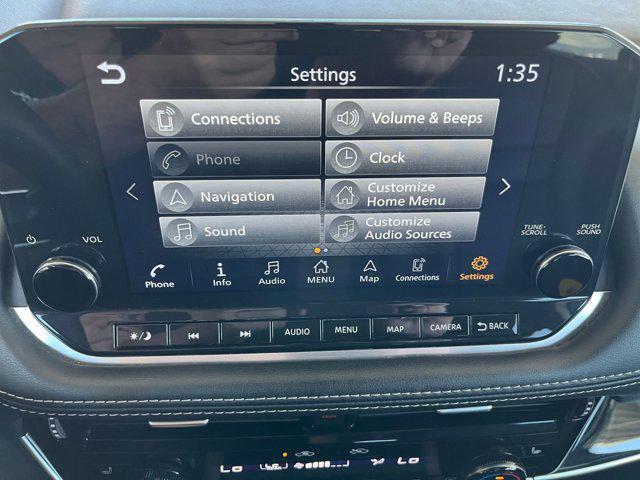 Settings
1:35
Connections
Volume & Beeps
Phone
Clock
Navigation
Customize
Home Menu
Sound
Customize
Audio Sources
VOL
TUNE·
SCROLL
PUSH
SOUND
Phone
Info
Audio
MENU
Map
Connections
Settings
AUDIO
MENU
MAP
CAMERA
BACK
LO
LO